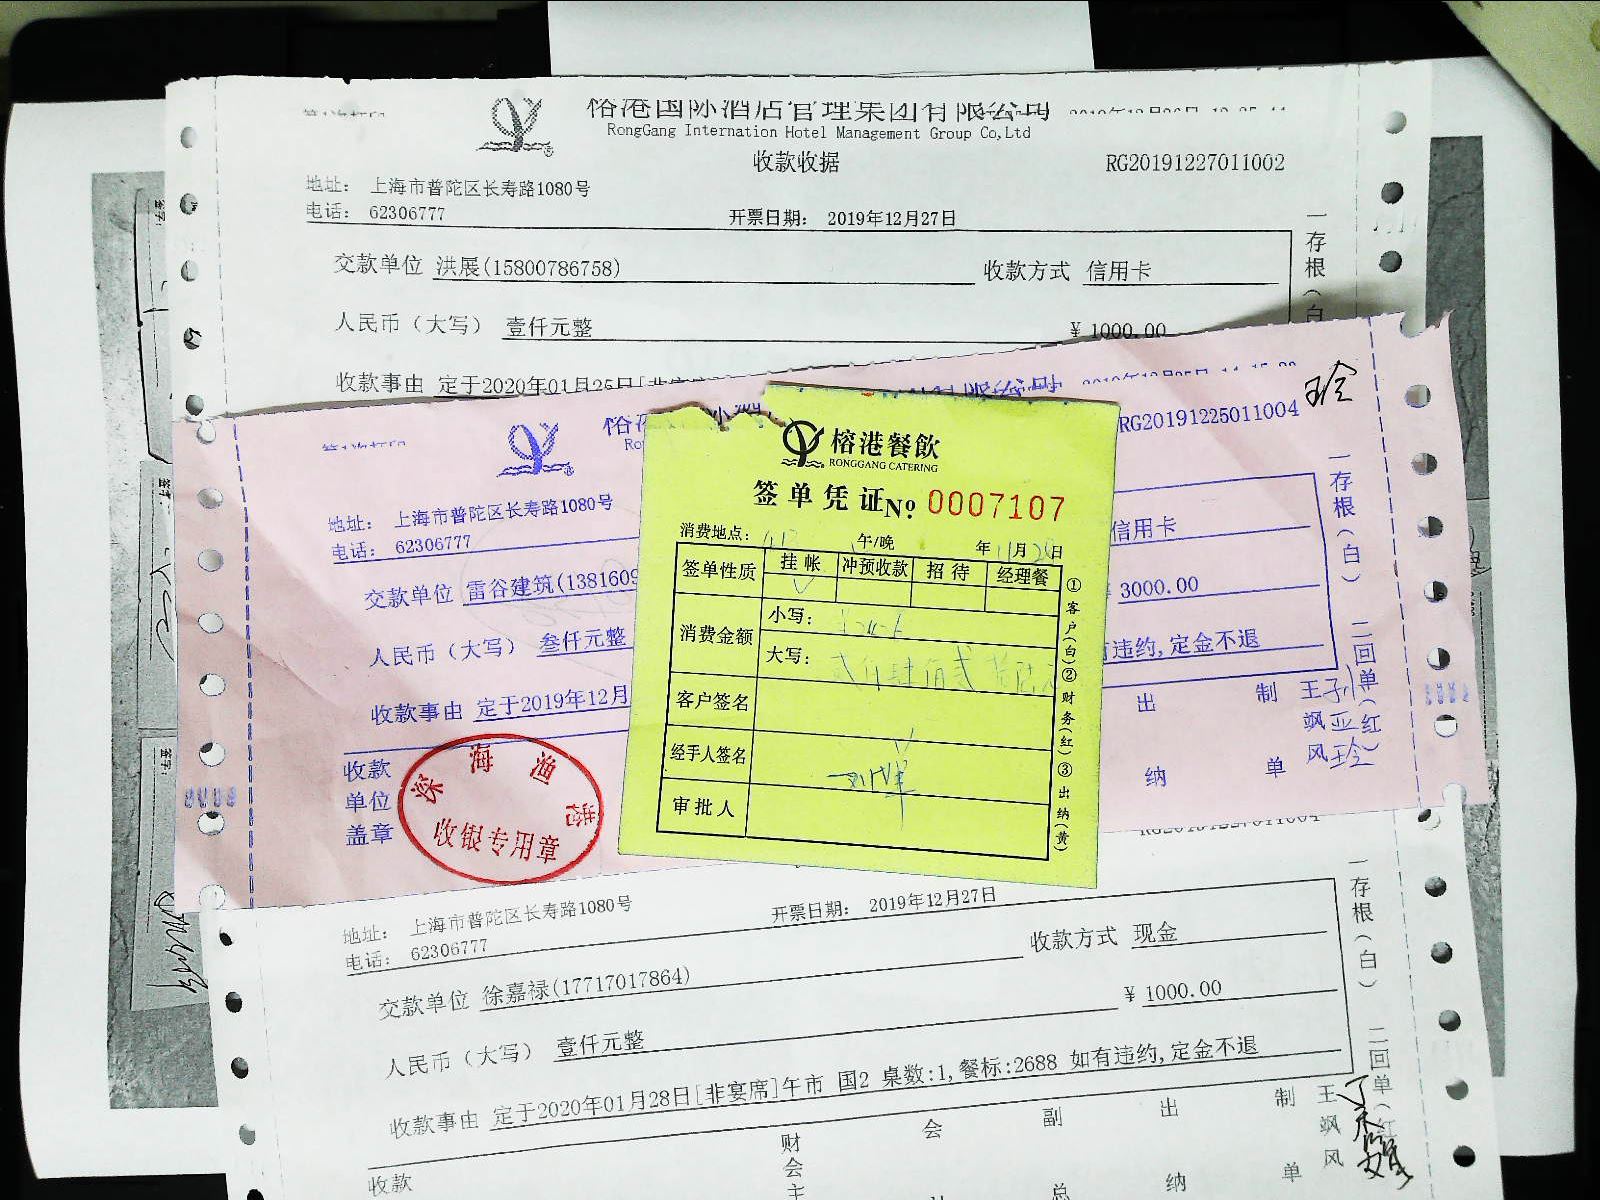 榕港国际酒店管理集团有限公司
RongGang International Hotel Management Group Co,Ltd
收款收据
RG20191227011002
地址： 上海市普陀区长寿路1080号
电话： 62306777
开票日期： 2019年12月27日
交款单位 洪展(15800786758)
收款方式 信用卡
人民币（大写） 壹仟元整
¥ 1000.00
收款事由 定于2020年01月25日[非宴
一存根（白
RG20191225011004
地址： 上海市普陀区长寿路1080号
电话： 62306777
交款单位 雷谷建筑(1381609
信用卡
人民币（大写） 叁仟元整
3000.00
收款事由 定于2019年12月
有违约,定金不退
一存根（白） 二回单（红）
收款
单位
盖章
出
纳
制
单
王飒风
深海渔港
收银专用章
榕港餐飲
RONGGANG CATERING
签单凭证 № 0007107
消费地点： 午/晚 年 11月 日
签单性质 挂帐 冲预收款 招待 经理餐
消费金额 小写：
大写：
客户签名
经手人签名
审批人
①客户(白)②财务(红)③出纳(黄)
地址： 上海市普陀区长寿路1080号
电话： 62306777
开票日期： 2019年12月27日
交款单位 徐嘉禄(17717017864)
收款方式 现金
人民币（大写） 壹仟元整
¥ 1000.00
收款事由 定于2020年01月28日[非宴席]午市 国2 桌数:1,餐标:2688 如有违约,定金不退
一存根（白） 二回单（红
收款
财会主
会
副
总
出
纳
制
单
王飒风